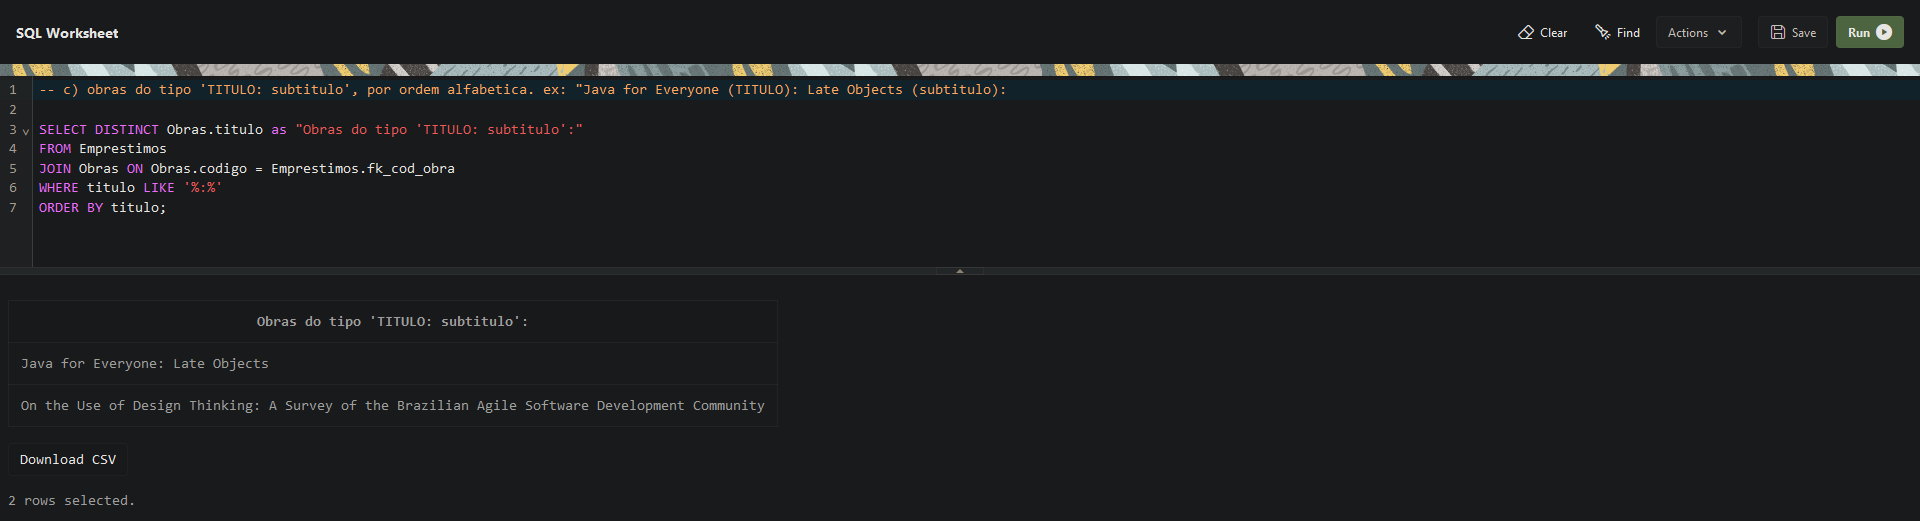 SQL Worksheet
Clear
Find
Actions
Save
Run
1 -- c) obras do tipo 'TITULO: subtitulo', por ordem alfabetica. ex: "Java for Everyone (TITULO): Late Objects (subtitulo):
2
3 SELECT DISTINCT Obras.titulo as "Obras do tipo 'TITULO: subtitulo':"
4 FROM Emprestimos
5 JOIN Obras ON Obras.codigo = Emprestimos.fk_cod_obra
6 WHERE titulo LIKE '%:%'
7 ORDER BY titulo;
Obras do tipo 'TITULO: subtitulo':
Java for Everyone: Late Objects
On the Use of Design Thinking: A Survey of the Brazilian Agile Software Development Community
Download CSV
2 rows selected.